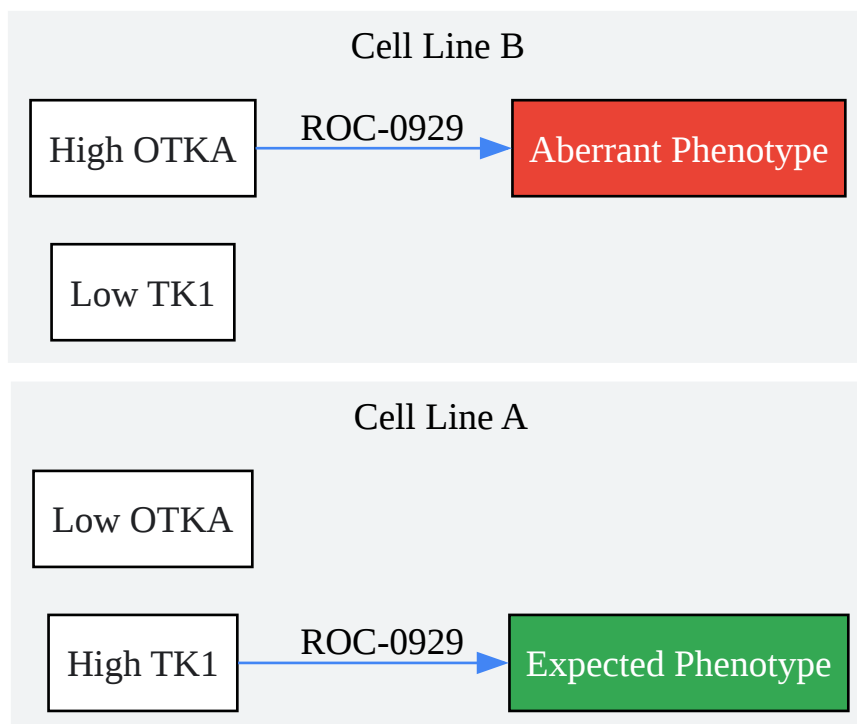 Cell Line B
High OTKA
ROC-0929
Aberrant Phenotype
Low TK1
Cell Line A
Low OTKA
High TK1
ROC-0929
Expected Phenotype